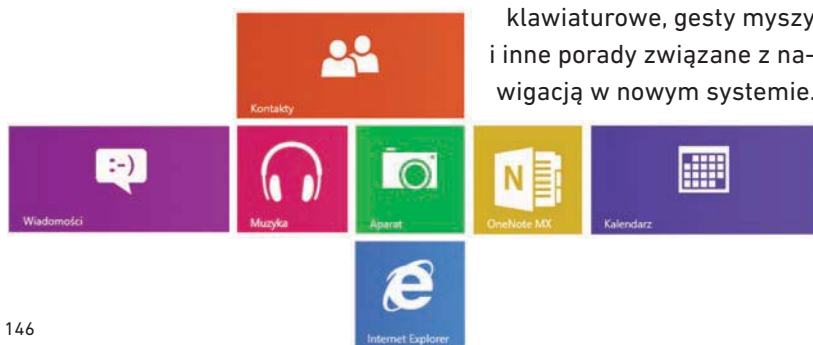 klawiaturowe, gesty myszy
i inne porady związane z na-
wigacją w nowym systemie.
Kontakty
:-)
Wiadomości
Muzyka
Aparat
N
OneNote MX
Kalendarz
Internet Explorer
146